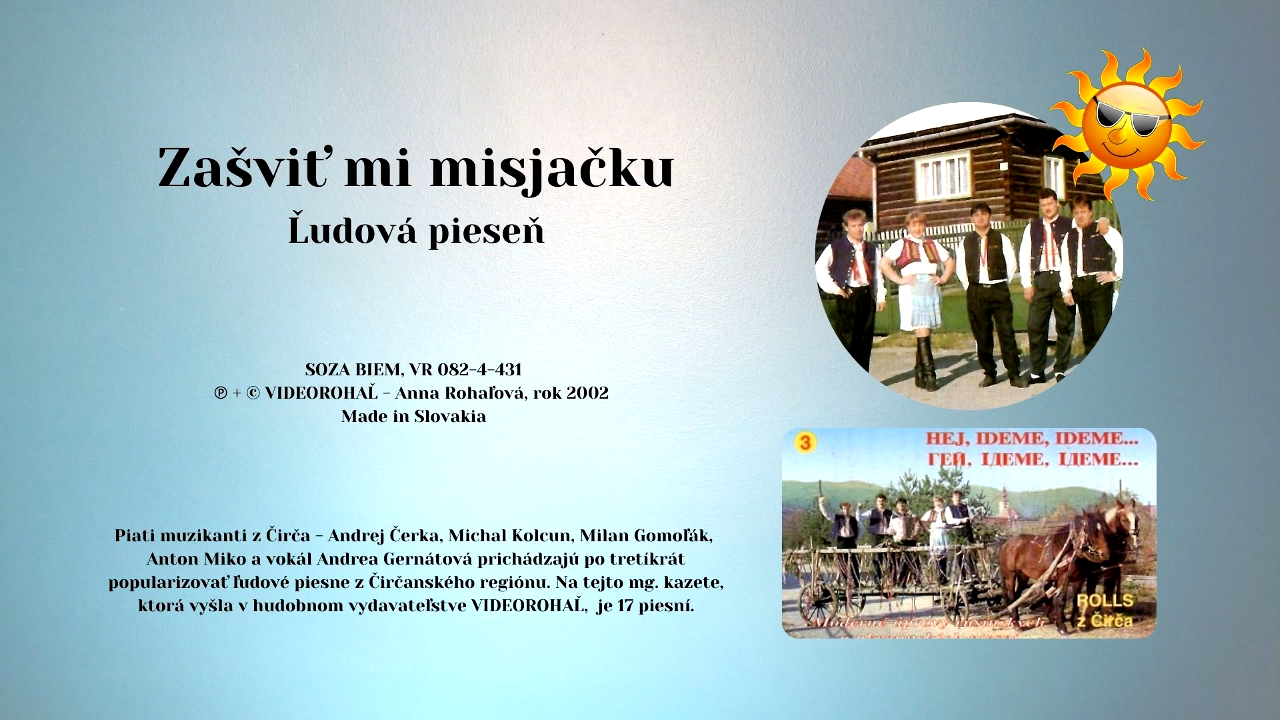 Zašviť mi misjačku
Ľudová pieseň
SOZA BIEM, VR 082-4-431
℗ + © VIDEOROHAĽ - Anna Rohaľová, rok 2002
Made in Slovakia
Piati muzikanti z Čirča - Andrej Čerka, Michal Kolcun, Milan Gomoľák,
Anton Miko a vokál Andrea Gernátová prichádzajú po tretíkrát
popularizovať ľudové piesne z Čirčanského regiónu. Na tejto mg. kazete,
ktorá vyšla v hudobnom vydavateľstve VIDEOROHAĽ, je 17 piesní.
3
HEJ, IDEME, IDEME...
ГЕЙ, ІДЕМЕ, ІДЕМЕ...
ROLLS
z Čirča
Moderné úpravy rusínskych